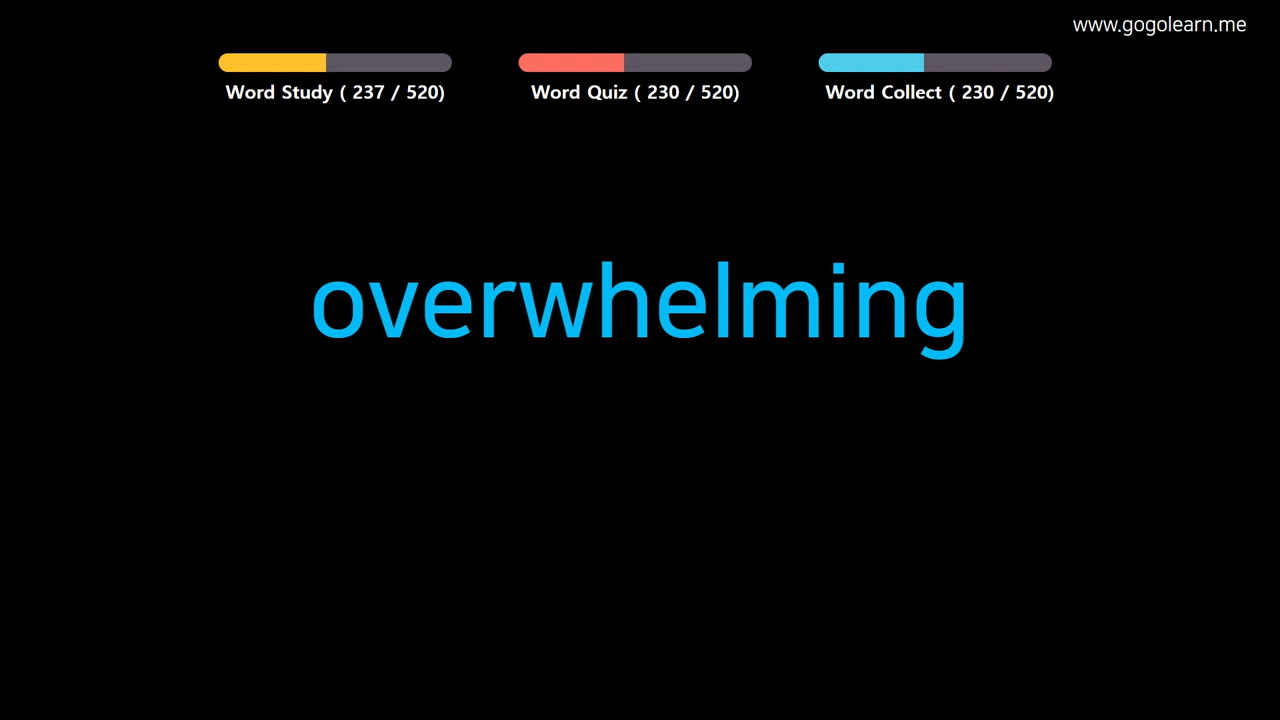 www.gogolearn.me
Word Study ( 237 / 520)
Word Quiz ( 230 / 520)
Word Collect ( 230 / 520)
overwhelming